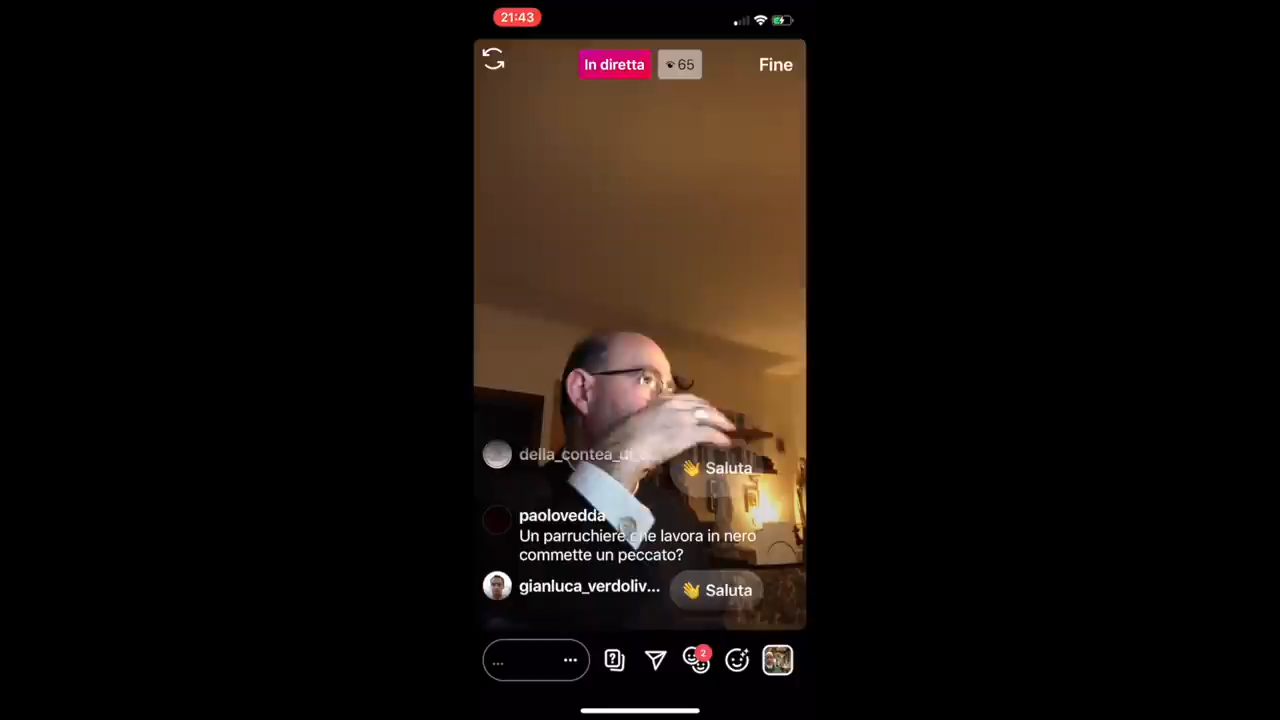 21:43
In diretta
65
Fine
della_contea_di_
Saluta
paolovedda
Un parruchiere che lavora in nero
commette un peccato?
gianluca_verdoliv...
Saluta
...
2